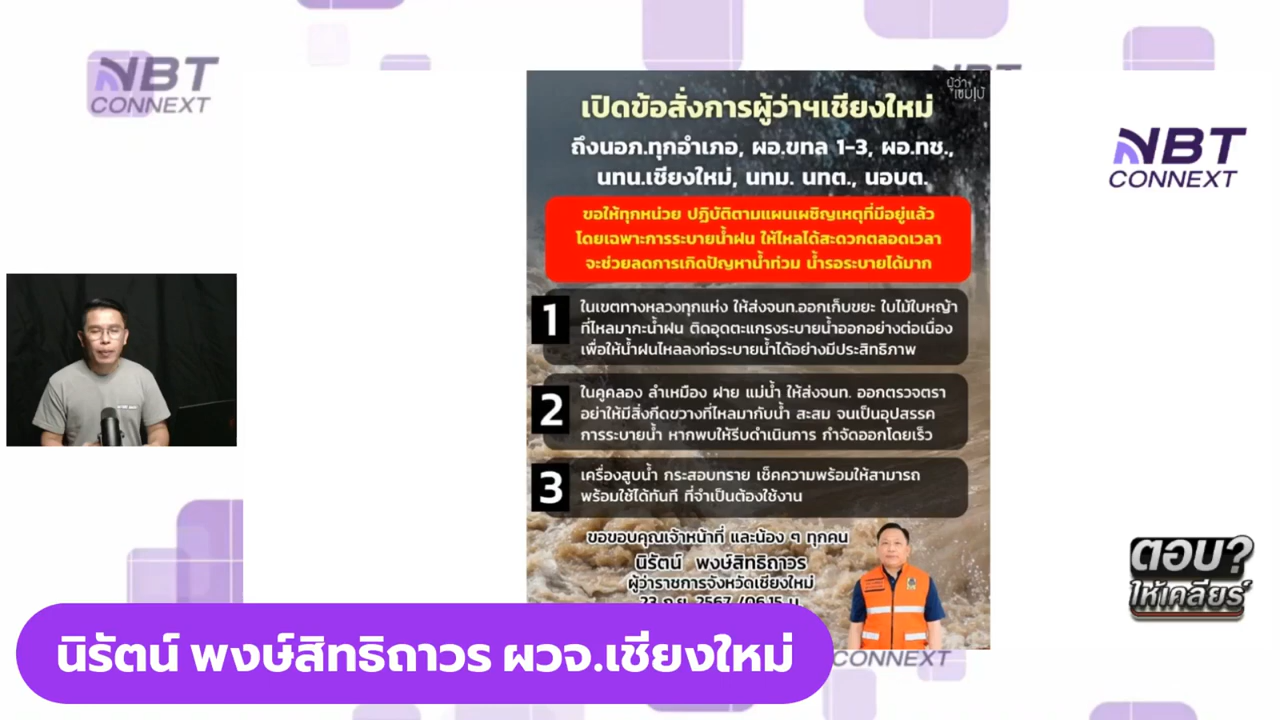 NBT
CONNEXT
NBT
CONNEXT
ผู้ว่าฯ
เปิดข้อสั่งการผู้ว่าฯเชียงใหม่
ถึงนอภ.ทุกอำเภอ, ผอ.ขทล 1-3, ผอ.ทช.,
นทน.เชียงใหม่, นทม. นทต., นอบต.
ขอให้ทุกหน่วย ปฏิบัติตามแผนเผชิญเหตุที่มีอยู่แล้ว
โดยเฉพาะการระบายน้ำฝน ให้ไหลได้สะดวกตลอดเวลา
จะช่วยลดการเกิดปัญหาน้ำท่วม น้ำรอระบายได้มาก
1
ในเขตทางหลวงทุกแห่ง ให้ส่งจนท.ออกเก็บขยะ ใบไม้ใบหญ้า
ที่ไหลมากะน้ำฝน ติดอุดตะแกรงระบายน้ำออกอย่างต่อเนื่อง
เพื่อให้น้ำฝนไหลลงท่อระบายน้ำได้อย่างมีประสิทธิภาพ
2
ในคูคลอง ลำเหมือง ฝาย แม่น้ำ ให้ส่งจนท. ออกตรวจตรา
อย่าให้มีสิ่งกีดขวางที่ไหลมากับน้ำ สะสม จนเป็นอุปสรรค
การระบายน้ำ หากพบให้รีบดำเนินการ กำจัดออกโดยเร็ว
3
เครื่องสูบน้ำ กระสอบทราย เช็คความพร้อมให้สามารถ
พร้อมใช้ได้ทันที ที่จำเป็นต้องใช้งาน
ขอขอบคุณเจ้าหน้าที่ และน้อง ๆ ทุกคน
นิรัตน์ พงษ์สิทธิถาวร
ผู้ว่าราชการจังหวัดเชียงใหม่
23 ก.ย. 2567 /06.15 น.
ตอบ?
ให้เคลียร์
นิรัตน์ พงษ์สิทธิถาวร ผวจ.เชียงใหม่
CONNEXT